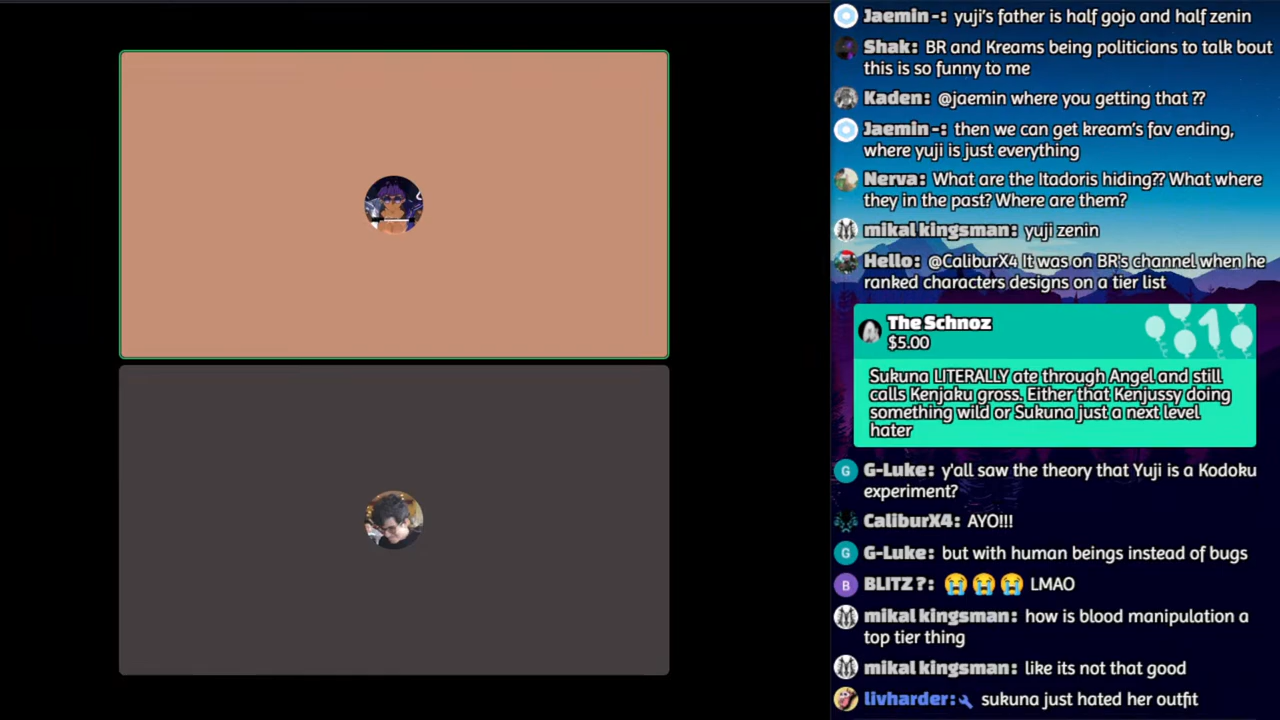 Jaemin -: yuji's father is half gojo and half zenin
Shak: BR and Kreams being politicians to talk bout
this is so funny to me
Kaden: @jaemin where you getting that ??
Jaemin -: then we can get kream's fav ending,
where yuji is just everything
Nerva: What are the Itadoris hiding?? What where
they in the past? Where are them?
mikal kingsman: yuji zenin
Hello: @CaliburX4 It was on BR's channel when he
ranked characters designs on a tier list
The Schnoz
$5.00
Sukuna LITERALLY ate through Angel and still
calls Kenjaku gross. Either that Kenjussy doing
something wild or Sukuna just a next level
hater
G G-Luke: y'all saw the theory that Yuji is a Kodoku
experiment?
CaliburX4: AYO!!!
G G-Luke: but with human beings instead of bugs
B BLITZ ?: 😭😭😭 LMAO
mikal kingsman: how is blood manipulation a
top tier thing
mikal kingsman: like its not that good
livharder: sukuna just hated her outfit